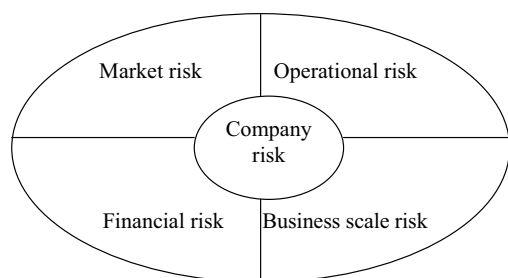 Market risk
Operational risk
Company
risk
Financial risk
Business scale risk